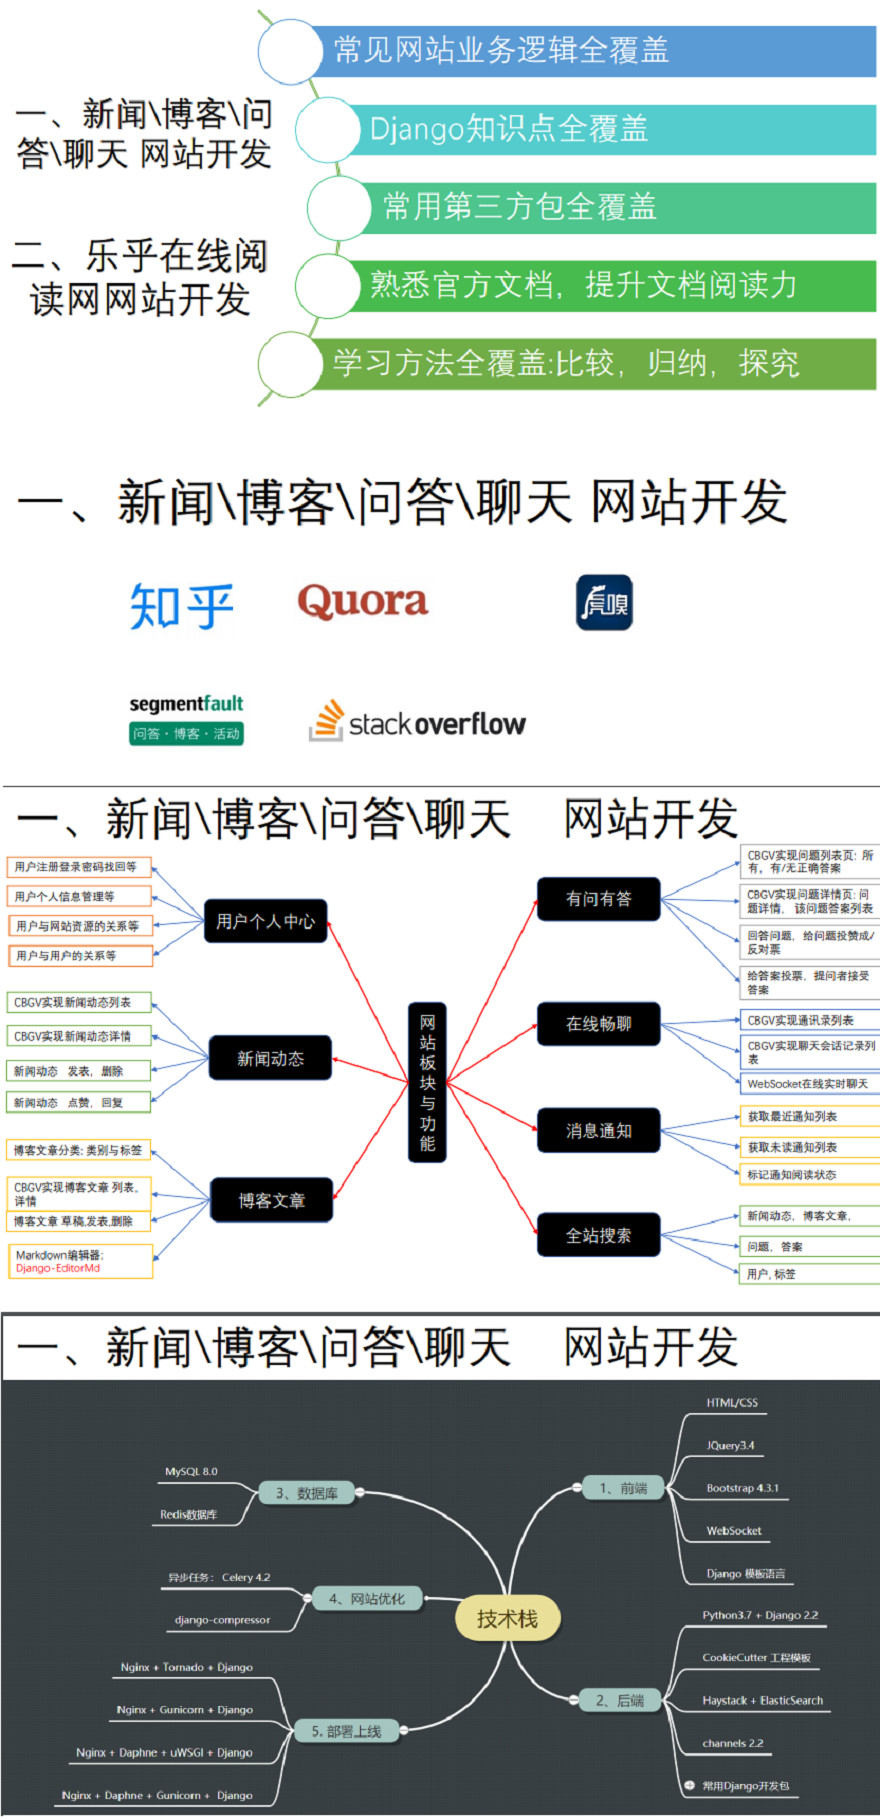 一、新闻\博客\问
答\聊天 网站开发
二、乐乎在线阅
读网网站开发
常见网站业务逻辑全覆盖
Django知识点全覆盖
常用第三方包全覆盖
熟悉官方文档，提升文档阅读力
学习方法全覆盖:比较，归纳，探究
一、新闻\博客\问答\聊天 网站开发
知乎
Quora
虎嗅
segmentfault
问答·博客·活动
stackoverflow
一、新闻\博客\问答\聊天 网站开发
用户注册登录密码找回等
用户个人信息管理等
用户与网站资源的关系等
用户与用户的关系等
用户个人中心
CBGV实现新闻动态列表
CBGV实现新闻动态详情
新闻动态 发表，删除
新闻动态 点赞，回复
新闻动态
博客文章分类: 类别与标签
CBGV实现博客文章 列表,
详情
博客文章 草稿,发表,删除
Markdown编辑器:
Django-EditorMd
博客文章
网站板块与功能
有问有答
CBGV实现问题列表页: 所
有，有/无正确答案
CBGV实现问题详情页: 问
题详情，该问题答案列表
回答问题，给问题投赞成/
反对票
给答案投票，提问者接受
答案
在线畅聊
CBGV实现通讯录列表
CBGV实现聊天会话记录列
表
WebSocket在线实时聊天
消息通知
获取最近通知列表
获取未读通知列表
标记通知阅读状态
全站搜索
新闻动态，博客文章,
问题，答案
用户, 标签
一、新闻\博客\问答\聊天 网站开发
技术栈
1、前端
HTML/CSS
JQuery3.4
Bootstrap 4.3.1
WebSocket
Django 模板语言
2、后端
Python3.7 + Django 2.2
CookieCutter 工程模板
Haystack + ElasticSearch
channels 2.2
常用Django开发包
3、数据库
MySQL 8.0
Redis数据库
4、网站优化
异步任务： Celery 4.2
django-compressor
5. 部署上线
Nginx + Tornado + Django
Nginx + Gunicorn + Django
Nginx + Daphne + uWSGI + Django
Nginx + Daphne + Gunicorn + Django